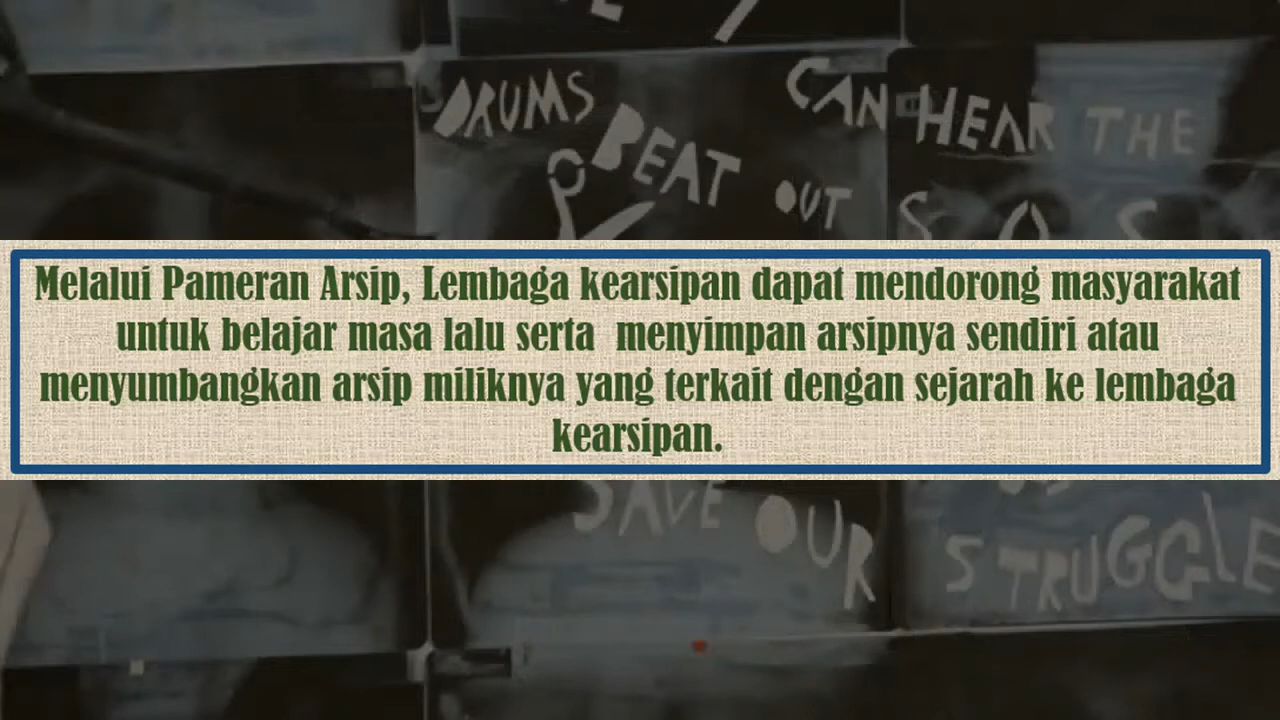 DRUMS
BEAT OUT
CAN HEAR THE
S O S
Melalui Pameran Arsip, Lembaga kearsipan dapat mendorong masyarakat
untuk belajar masa lalu serta menyimpan arsipnya sendiri atau
menyumbangkan arsip miliknya yang terkait dengan sejarah ke lembaga
kearsipan.
SAVE OUR
STRUGGLE